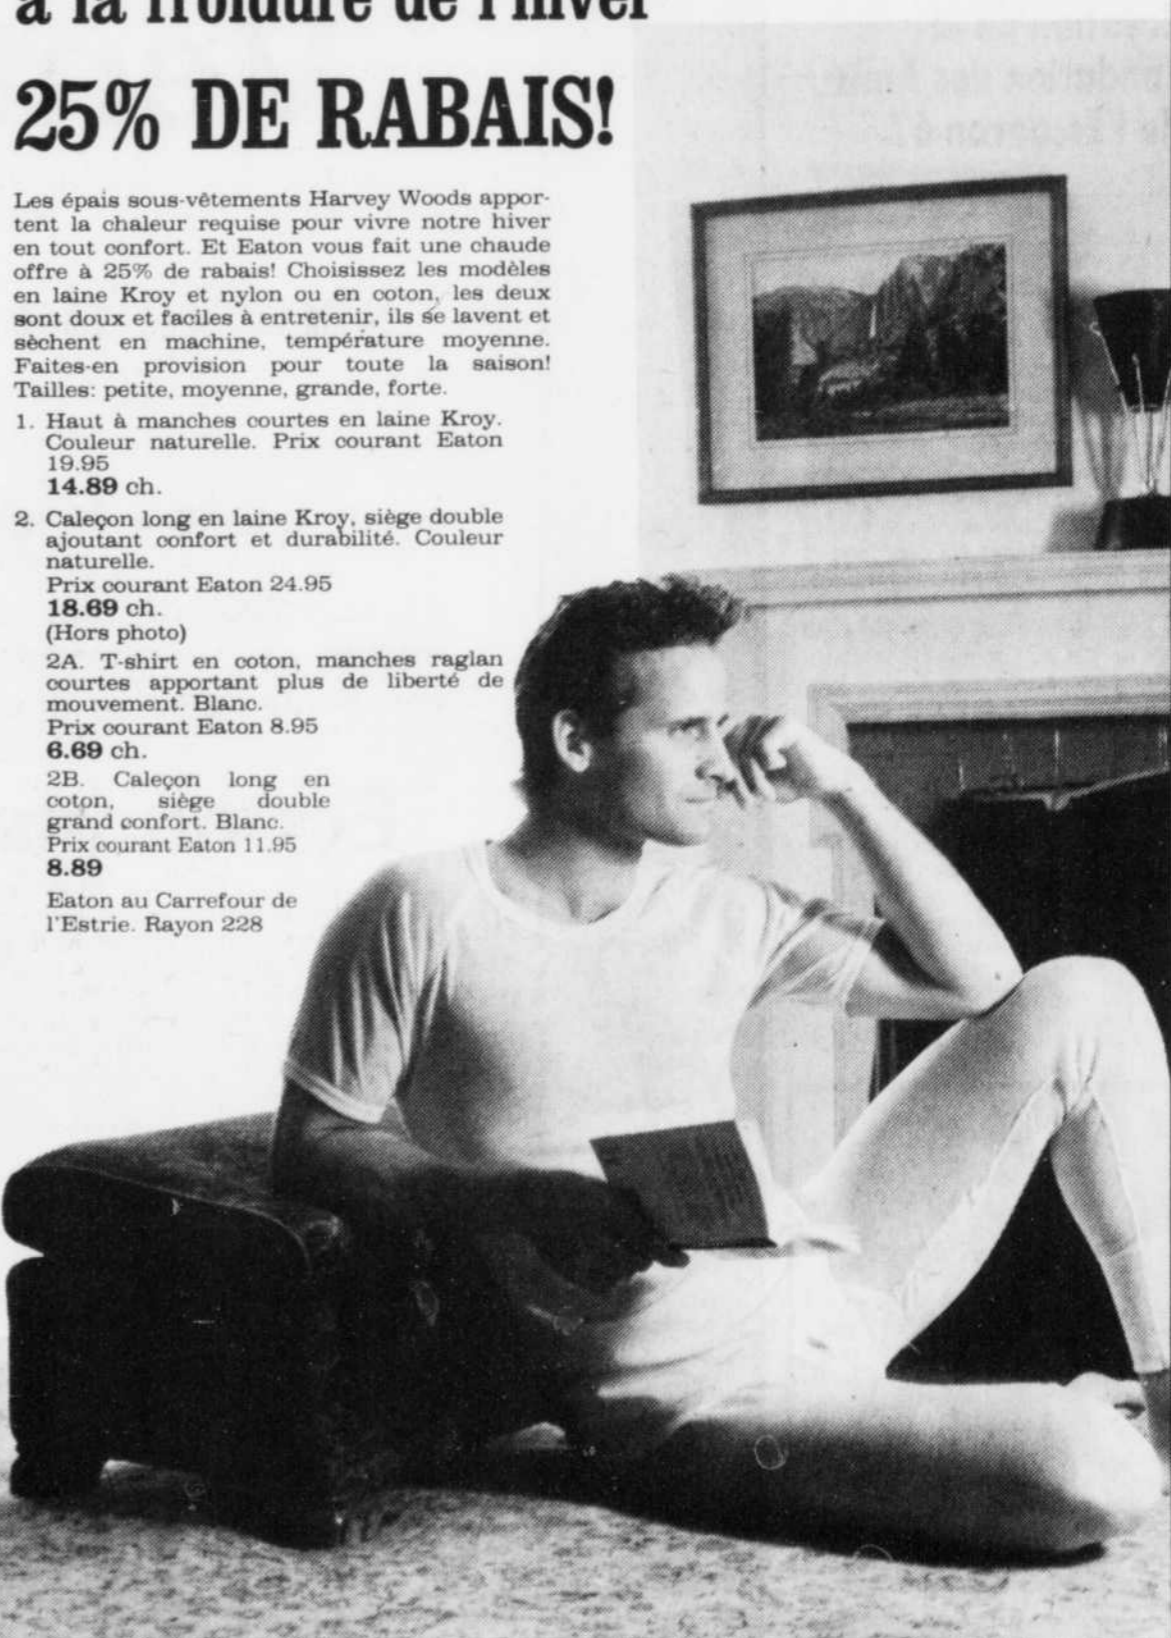 à la froidure de l'hiver
25% DE RABAIS!
Les épais sous-vêtements Harvey Woods appor-
tent la chaleur requise pour vivre notre hiver
en tout confort. Et Eaton vous fait une chaude
offre à 25% de rabais! Choisissez les modèles
en laine Kroy et nylon ou en coton, les deux
sont doux et faciles à entretenir, ils se lavent et
sèchent en machine, température moyenne.
Faites-en provision pour toute la saison!
Tailles: petite, moyenne, grande, forte.
1. Haut à manches courtes en laine Kroy.
Couleur naturelle. Prix courant Eaton
19.95
14.89 ch.
2. Caleçon long en laine Kroy, siège double
ajoutant confort et durabilité. Couleur
naturelle.
Prix courant Eaton 24.95
18.69 ch.
(Hors photo)
2A. T-shirt en coton, manches raglan
courtes apportant plus de liberté de
mouvement. Blanc.
Prix courant Eaton 8.95
6.69 ch.
2B. Caleçon long en
coton, siège double
grand confort. Blanc.
Prix courant Eaton 11.95
8.89
Eaton au Carrefour de
l'Estrie. Rayon 228